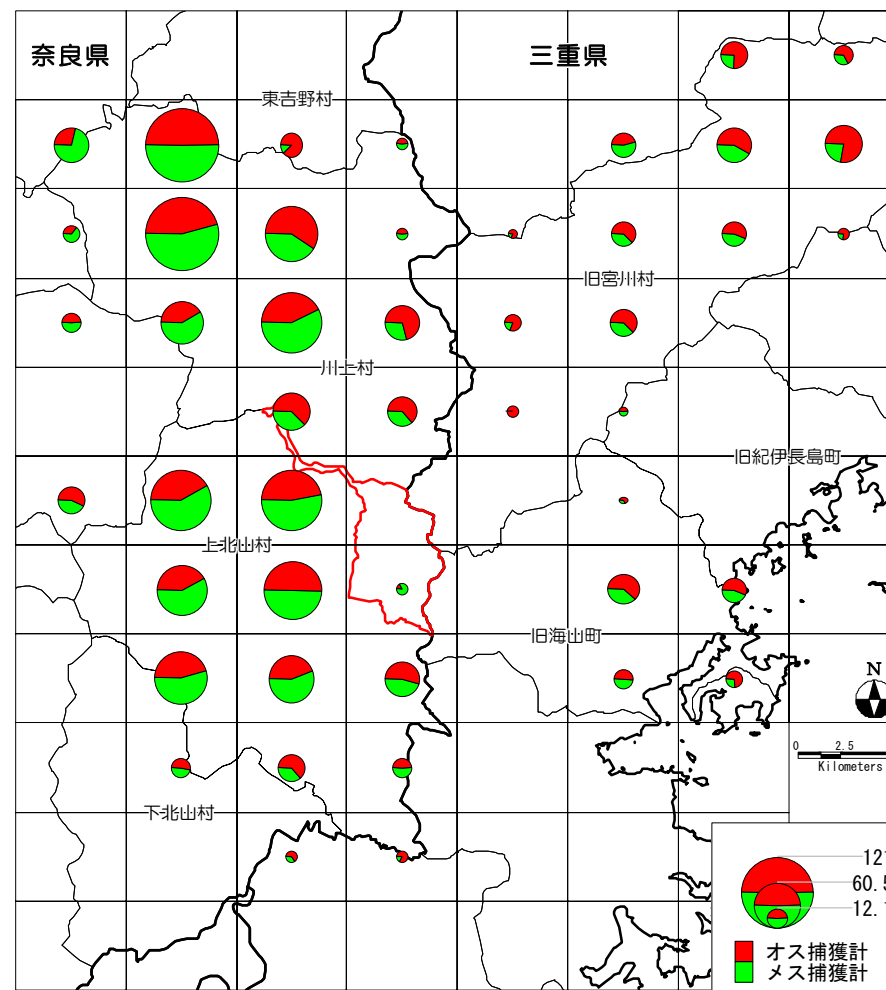 奈良県
三重県
東吉野村
旧宮川村
川上村
旧紀伊長島町
上北山村
旧海山町
N
0 2.5
Kilometers
下北山村
12
60.5
12.
オス捕獲計
メス捕獲計